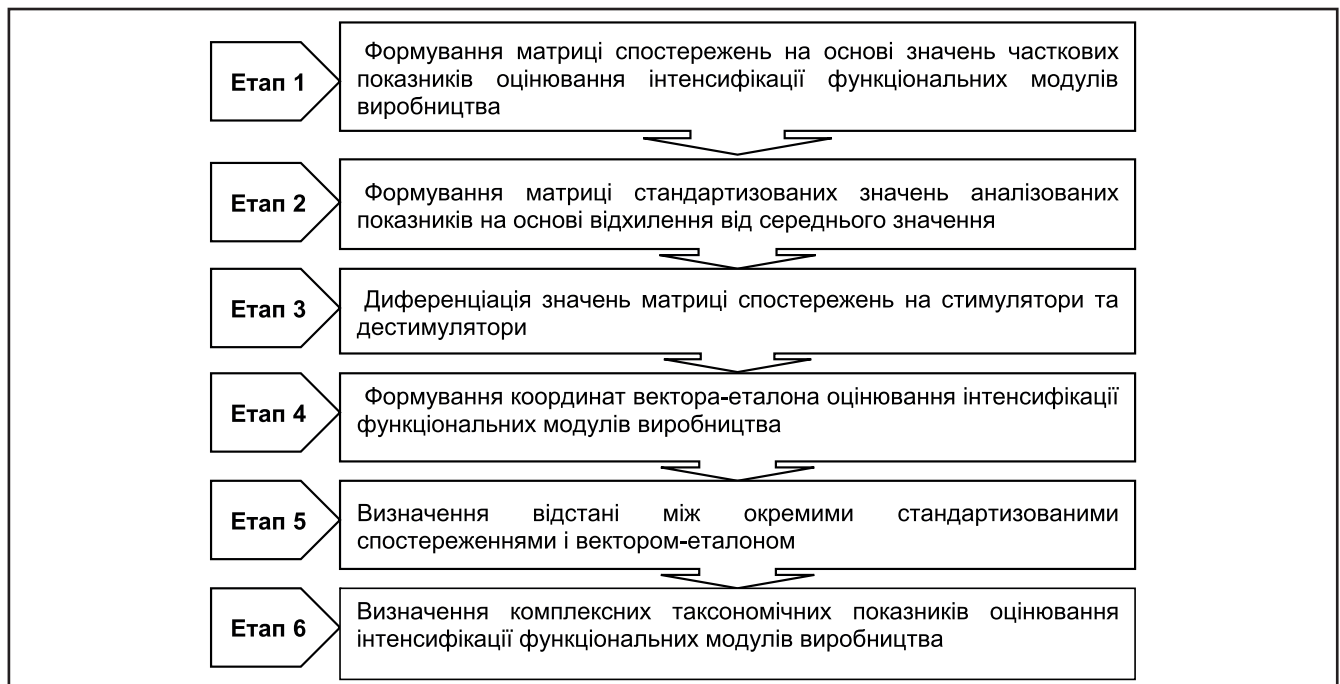 Етап 1
Формування матриці спостережень на основі значень часткових
показників оцінювання інтенсифікації функціональних модулів
виробництва
Етап 2
Формування матриці стандартизованих значень аналізованих
показників на основі відхилення від середнього значення
Етап 3
Диференціація значень матриці спостережень на стимулятори та
дестимулятори
Етап 4
Формування координат вектора-еталона оцінювання інтенсифікації
функціональних модулів виробництва
Етап 5
Визначення відстані між окремими стандартизованими
спостереженнями і вектором-еталоном
Етап 6
Визначення комплексних таксономічних показників оцінювання
інтенсифікації функціональних модулів виробництва